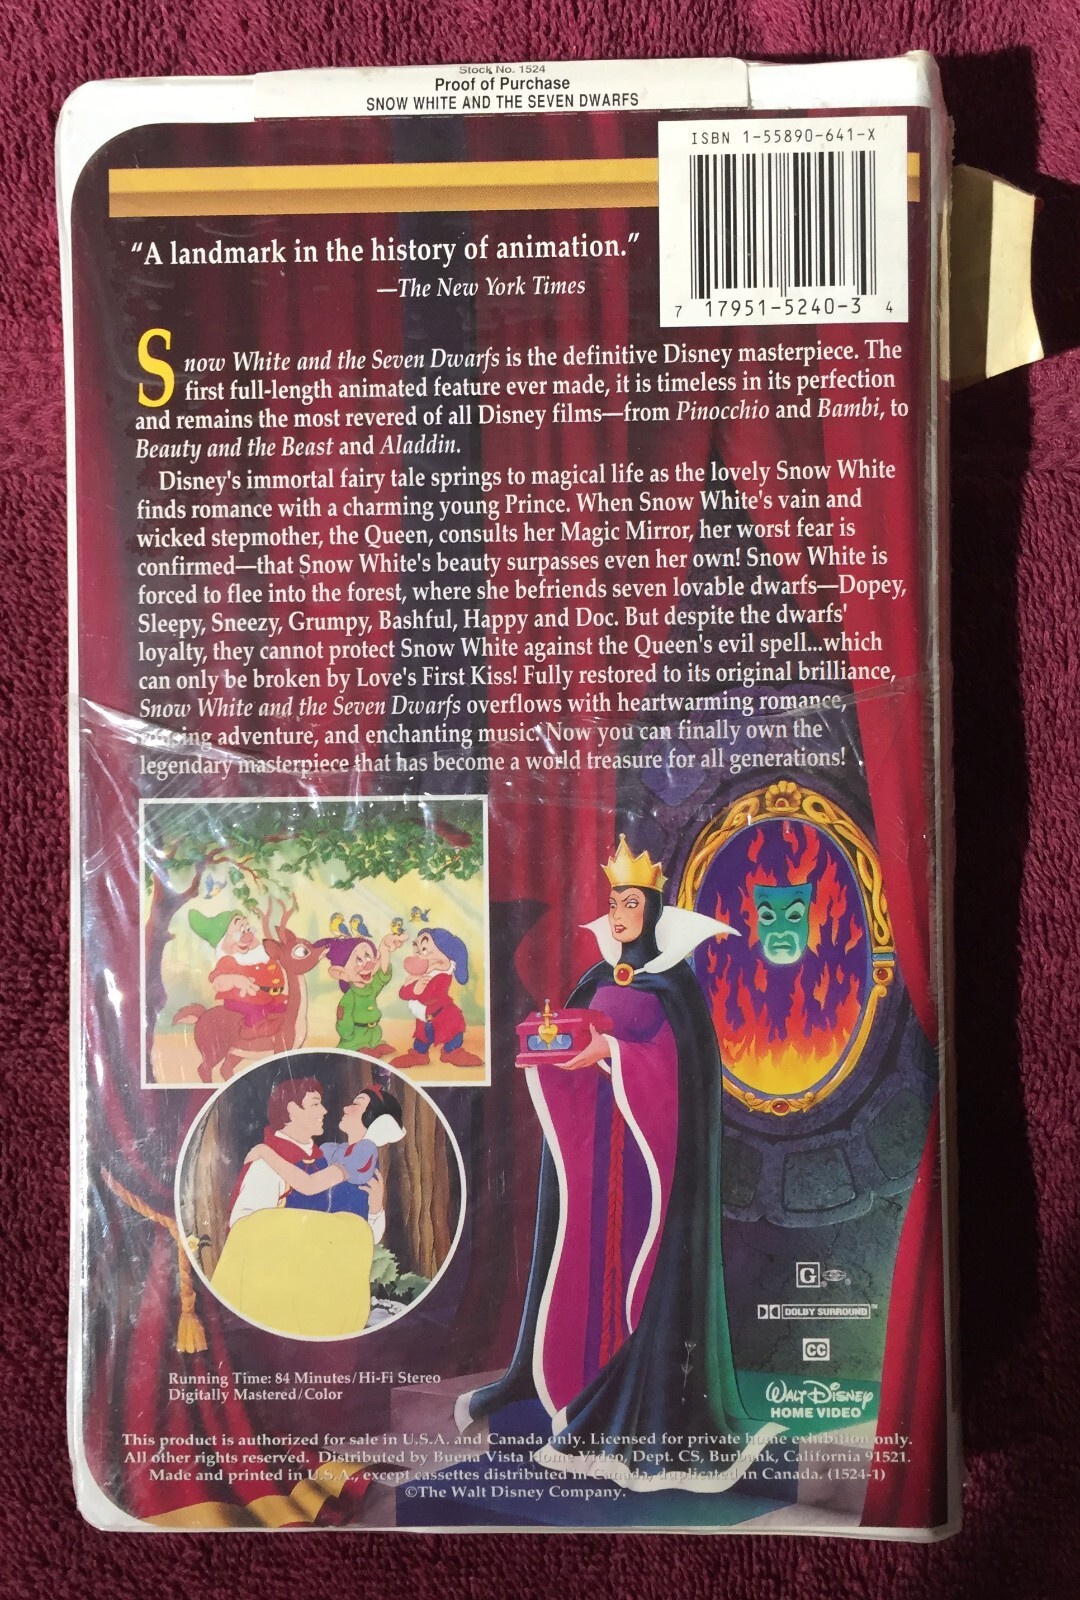 Stock No. 1524
Proof of Purchase
SNOW WHITE AND THE SEVEN DWARFS
ISBN 1-55890-641-X
7 17951-5240-3 4
“A landmark in the history of animation.”
—The New York Times
Snow White and the Seven Dwarfs is the definitive Disney masterpiece. The
first full-length animated feature ever made, it is timeless in its perfection
and remains the most revered of all Disney films—from Pinocchio and Bambi, to
Beauty and the Beast and Aladdin.
Disney's immortal fairy tale springs to magical life as the lovely Snow White
finds romance with a charming young Prince. When Snow White's vain and
wicked stepmother, the Queen, consults her Magic Mirror, her worst fear is
confirmed—that Snow White's beauty surpasses even her own! Snow White is
forced to flee into the forest, where she befriends seven lovable dwarfs—Dopey,
Sleepy, Sneezy, Grumpy, Bashful, Happy and Doc. But despite the dwarfs'
loyalty, they cannot protect Snow White against the Queen's evil spell...which
can only be broken by Love's First Kiss! Fully restored to its original brilliance,
Snow White and the Seven Dwarfs overflows with heartwarming romance,
adventure, and enchanting music. Now you can finally own the
legendary masterpiece that has become a world treasure for all generations!
G
DOLBY SURROUND™
CC
Walt Disney
HOME VIDEO
Running Time: 84 Minutes/Hi-Fi Stereo
Digitally Mastered/Color
This product is authorized for sale in U.S.A. and Canada only. Licensed for private home exhibition only.
All other rights reserved. Distributed by Buena Vista Home Video, Dept. CS, Burbank, California 91521.
Made and printed in U.S.A., except cassettes distributed in Canada, duplicated in Canada. (1524-1)
©The Walt Disney Company.